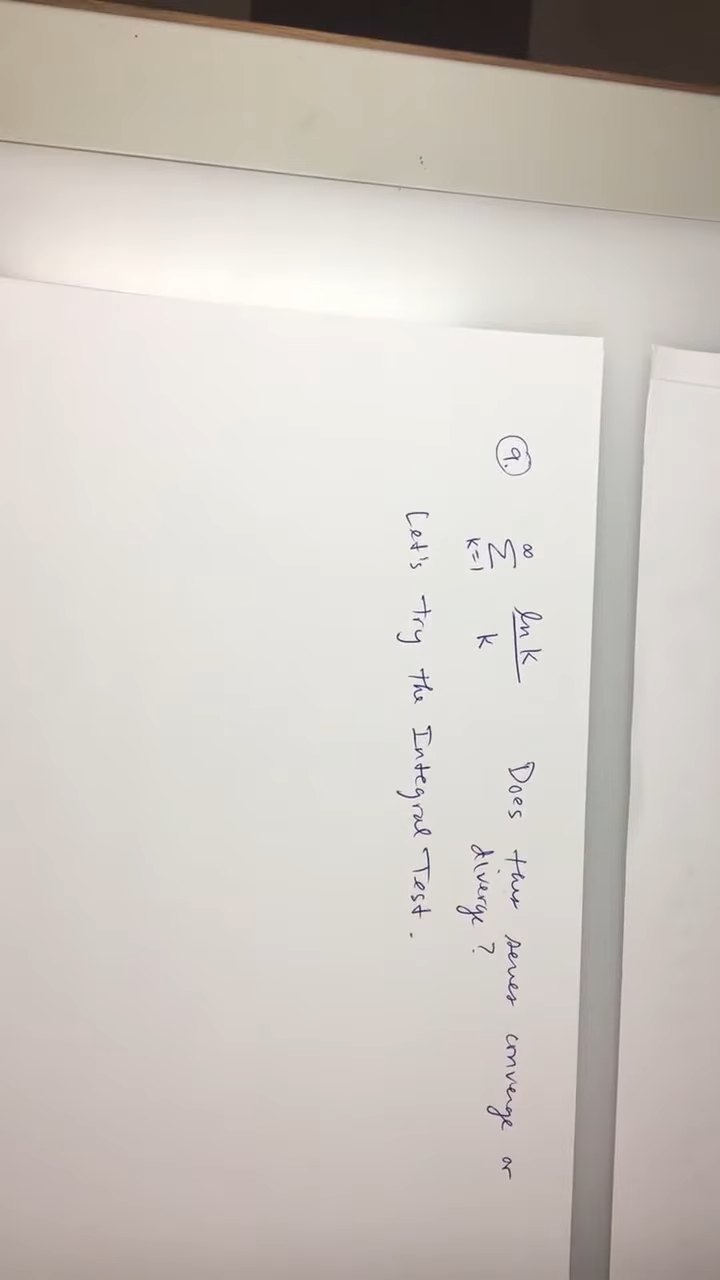 9. ∞ ∑ k=1 ln k / k Does this series converge or
diverge?
Let's try the Integral Test.